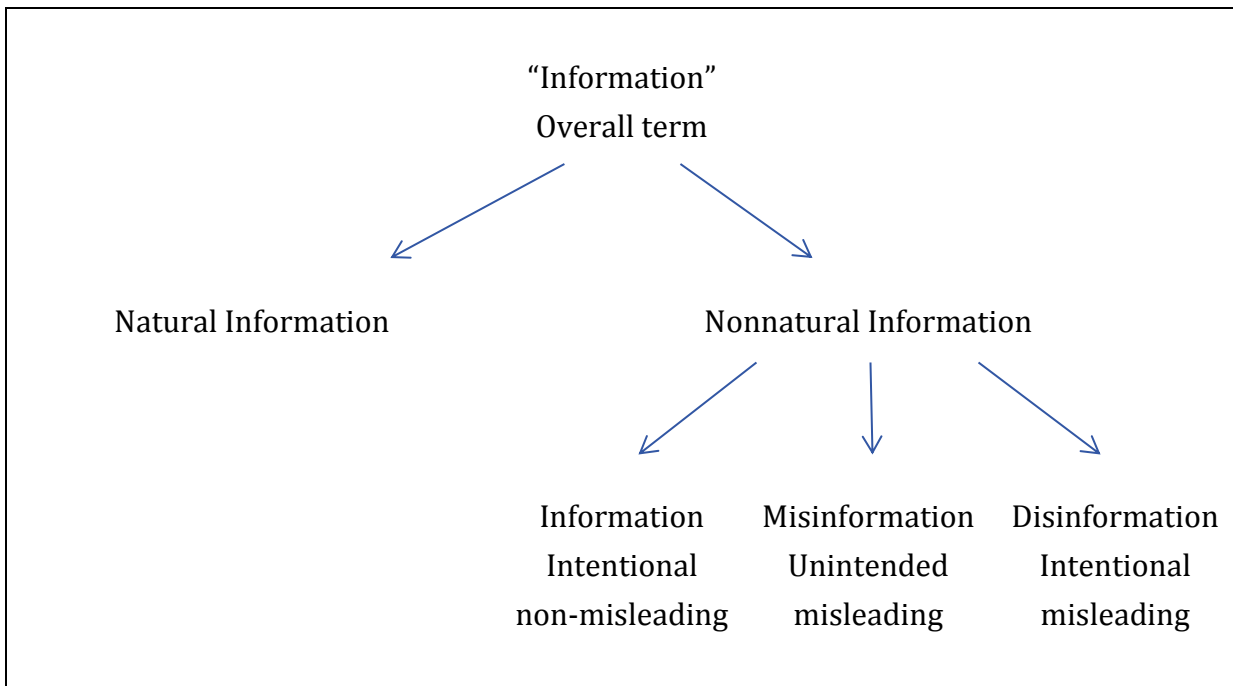 “Information”
Overall term
Natural Information
Nonnatural Information
Information
Intentional
non-misleading
Misinformation
Unintended
misleading
Disinformation
Intentional
misleading